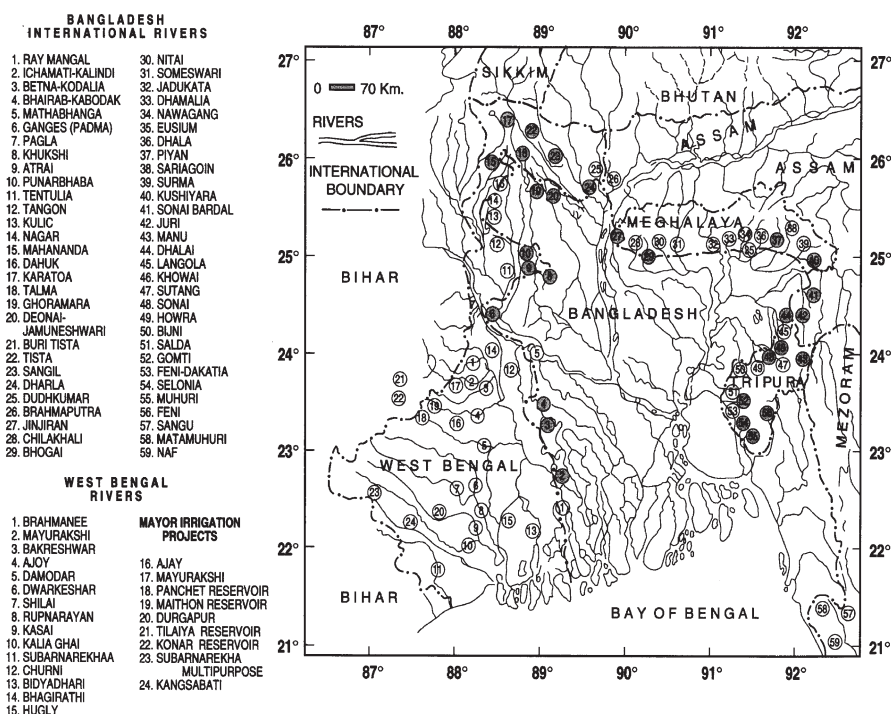 BANGLADESH
INTERNATIONAL RIVERS
1. RAY MANGAL
2. ICHAMATI-KALINDI
3. BETNA-KODALIA
4. BHAIRAB-KABODAK
5. MATHABHANGA
6. GANGES (PADMA)
7. PAGLA
8. KHUKSHI
9. ATRAI
10. PUNARBHABA
11. TENTULIA
12. TANGON
13. KULIC
14. NAGAR
15. MAHANANDA
16. DAHUK
17. KARATOA
18. TALMA
19. GHORAMARA
20. DEONAI-
JAMUNESHWARI
21. BURI TISTA
22. TISTA
23. SANGIL
24. DHARLA
25. DUDHKUMAR
26. BRAHMAPUTRA
27. JINJIRAN
28. CHILAKHALI
29. BHOGAI
30. NITAI
31. SOMESWARI
32. JADUKATA
33. DHAMALIA
34. NAWAGANG
35. EUSIUM
36. DHALA
37. PIYAN
38. SARIAGOIN
39. SURMA
40. KUSHIYARA
41. SONAI BARDAL
42. JURI
43. MANU
44. DHALAI
45. LANGOLA
46. KHOWAI
47. SUTANG
48. SONAI
49. HOWRA
50. BIJNI
51. SALDA
52. GOMTI
53. FENI-DAKATIA
54. SELONIA
55. MUHURI
56. FENI
57. SANGU
58. MATAMUHURI
59. NAF
WEST BENGAL
RIVERS
1. BRAHMANEE
2. MAYURAKSHI
3. BAKRESHWAR
4. AJOY
5. DAMODAR
6. DWARKESHAR
7. SHILAI
8. RUPNARAYAN
9. KASAI
10. KALIA GHAI
11. SUBARNAREKHAA
12. CHURNI
13. BIDYADHARI
14. BHAGIRATHI
15. HUGLY
MAYOR IRRIGATION
PROJECTS
16. AJAY
17. MAYURAKSHI
18. PANCHET RESERVOIR
19. MAITHON RESERVOIR
20. DURGAPUR
21. TILAIYA RESERVOIR
22. KONAR RESERVOIR
23. SUBARNAREKHA
MULTIPURPOSE
24. KANGSABATI
87° 88° 89° 90° 91° 92°
27° 27°
SIKKIM
0 70 Km.
BHUTAN
RIVERS
ASSAM
26° 26°
ASSAM
INTERNATIONAL
BOUNDARY
MEGHALAYA
25° 25°
BIHAR
BANGLADESH
24° 24°
TRIPURA
MEZORAM
23° 23°
WEST BENGAL
22° 22°
BIHAR
BAY OF BENGAL
21° 21°
87° 88° 89° 90° 91° 92°